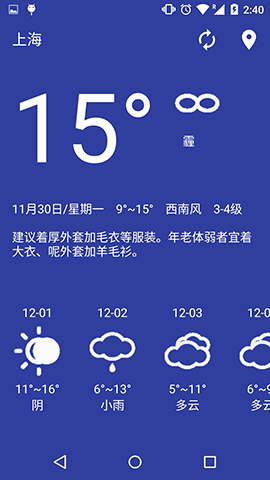 2:40
上海
15°
霾
11月30日/星期一 9°~15° 西南风 3-4级
建议着厚外套加毛衣等服装。年老体弱者宜着
大衣、呢外套加羊毛衫。
12-01 12-02 12-03 12-
11°~16° 6°~13° 5°~11° 6°~9
阴 小雨 多云 多云